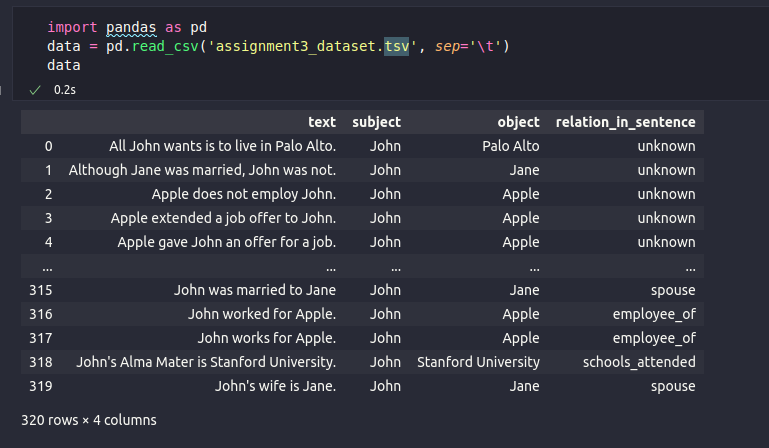 import pandas as pd
data = pd.read_csv('assignment3_dataset.tsv', sep='\t')
data
✓ 0.2s
text subject object relation_in_sentence
0 All John wants is to live in Palo Alto. John Palo Alto unknown
1 Although Jane was married, John was not. John Jane unknown
2 Apple does not employ John. John Apple unknown
3 Apple extended a job offer to John. John Apple unknown
4 Apple gave John an offer for a job. John Apple unknown
... ... ... ... ...
315 John was married to Jane John Jane spouse
316 John worked for Apple. John Apple employee_of
317 John works for Apple. John Apple employee_of
318 John's Alma Mater is Stanford University. John Stanford University schools_attended
319 John's wife is Jane. John Jane spouse
320 rows × 4 columns